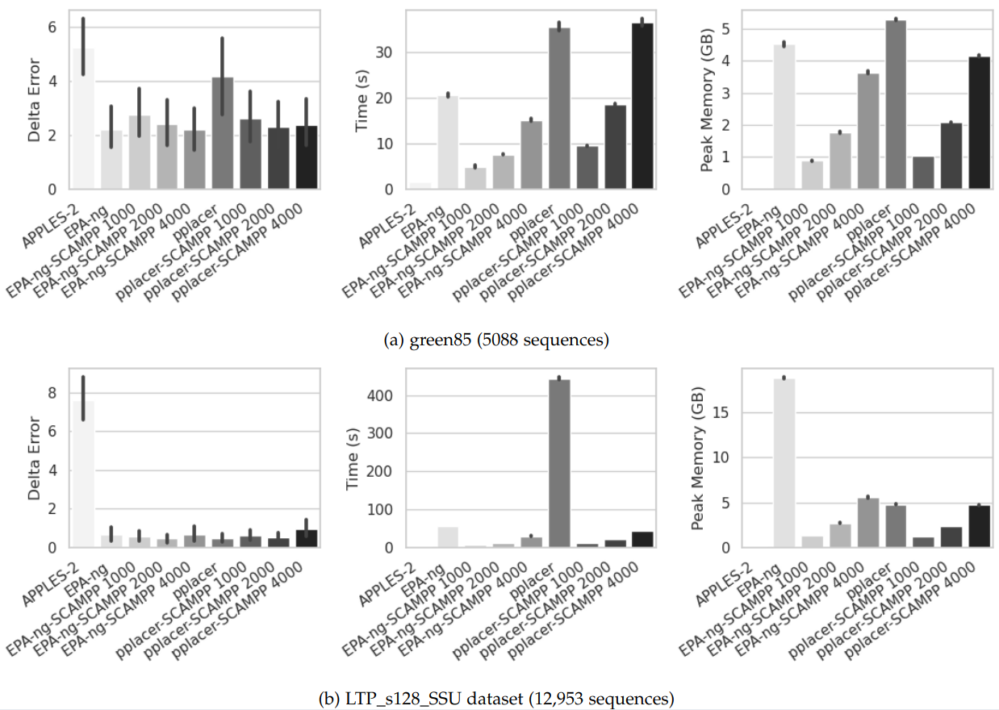 Delta Error
6
4
2
0
APPLES-2
EPA-ng
EPA-ng-SCAMPP 1000
EPA-ng-SCAMPP 2000
EPA-ng-SCAMPP 4000
pplacer
pplacer-SCAMPP 1000
pplacer-SCAMPP 2000
pplacer-SCAMPP 4000
Time (s)
30
20
10
0
APPLES-2
EPA-ng
EPA-ng-SCAMPP 1000
EPA-ng-SCAMPP 2000
EPA-ng-SCAMPP 4000
pplacer
pplacer-SCAMPP 1000
pplacer-SCAMPP 2000
pplacer-SCAMPP 4000
Peak Memory (GB)
5
4
3
2
1
0
APPLES-2
EPA-ng
EPA-ng-SCAMPP 1000
EPA-ng-SCAMPP 2000
EPA-ng-SCAMPP 4000
pplacer
pplacer-SCAMPP 1000
pplacer-SCAMPP 2000
pplacer-SCAMPP 4000
(a) green85 (5088 sequences)
Delta Error
8
6
4
2
0
APPLES-2
EPA-ng
EPA-ng-SCAMPP 1000
EPA-ng-SCAMPP 2000
EPA-ng-SCAMPP 4000
pplacer
pplacer-SCAMPP 1000
pplacer-SCAMPP 2000
pplacer-SCAMPP 4000
Time (s)
400
300
200
100
0
APPLES-2
EPA-ng
EPA-ng-SCAMPP 1000
EPA-ng-SCAMPP 2000
EPA-ng-SCAMPP 4000
pplacer
pplacer-SCAMPP 1000
pplacer-SCAMPP 2000
pplacer-SCAMPP 4000
Peak Memory (GB)
15
10
5
0
APPLES-2
EPA-ng
EPA-ng-SCAMPP 1000
EPA-ng-SCAMPP 2000
EPA-ng-SCAMPP 4000
pplacer
pplacer-SCAMPP 1000
pplacer-SCAMPP 2000
pplacer-SCAMPP 4000
(b) LTP_s128_SSU dataset (12,953 sequences)